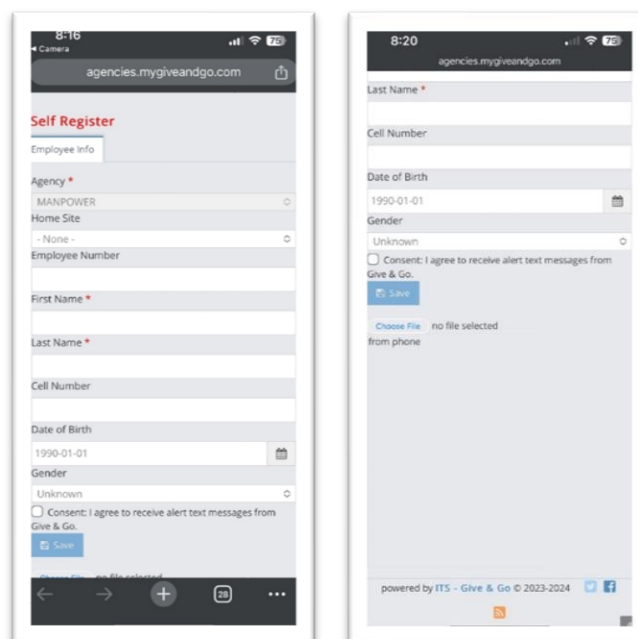 8:16
75
Camera
agencies.mygiveandgo.com
Self Register
Employee Info
Agency *
MANPOWER
Home Site
- None -
Employee Number
First Name *
Last Name *
Cell Number
Date of Birth
1990-01-01
Gender
Unknown
Consent: I agree to receive alert text messages from
Give & Go.
Save
Choose File no file selected
28
8:20
75
agencies.mygiveandgo.com
Last Name *
Cell Number
Date of Birth
1990-01-01
Gender
Unknown
Consent: I agree to receive alert text messages from
Give & Go.
Save
Choose File no file selected
from phone
powered by ITS - Give & Go © 2023-2024